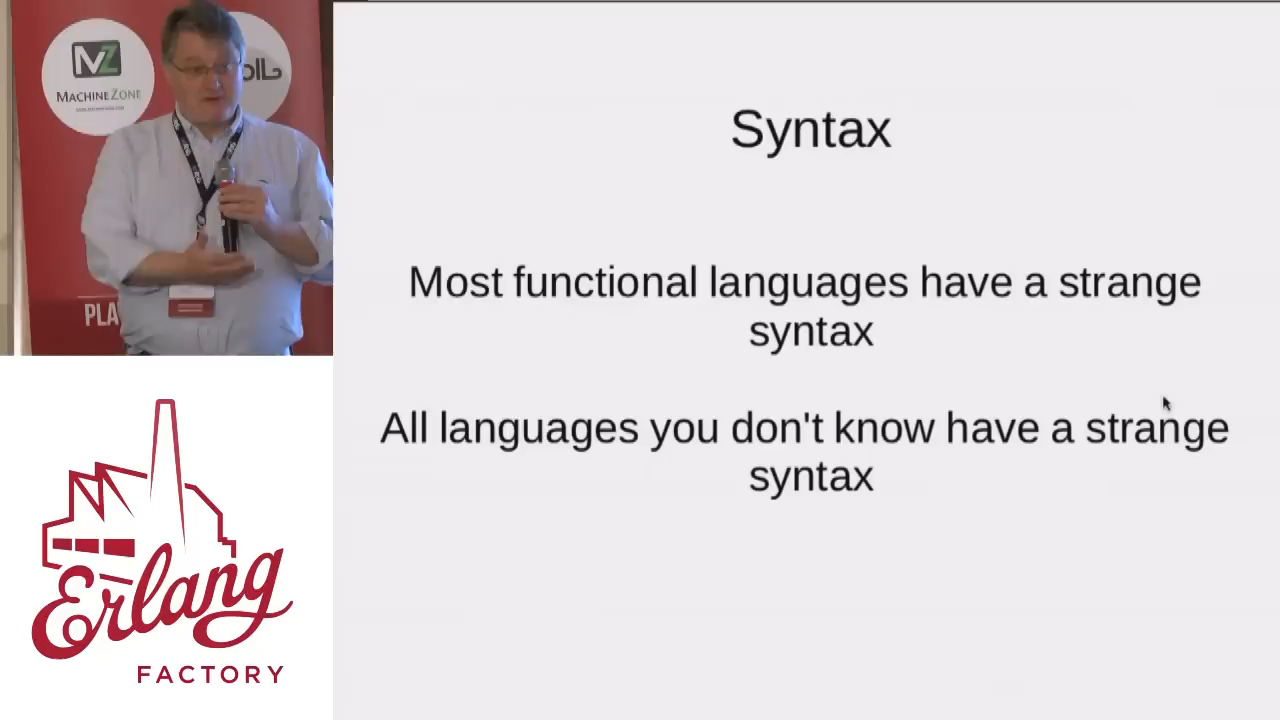 MZ
MACHINEZONE
PLA
Syntax
Most functional languages have a strange
syntax
All languages you don't know have a strange
syntax
Erlang
FACTORY